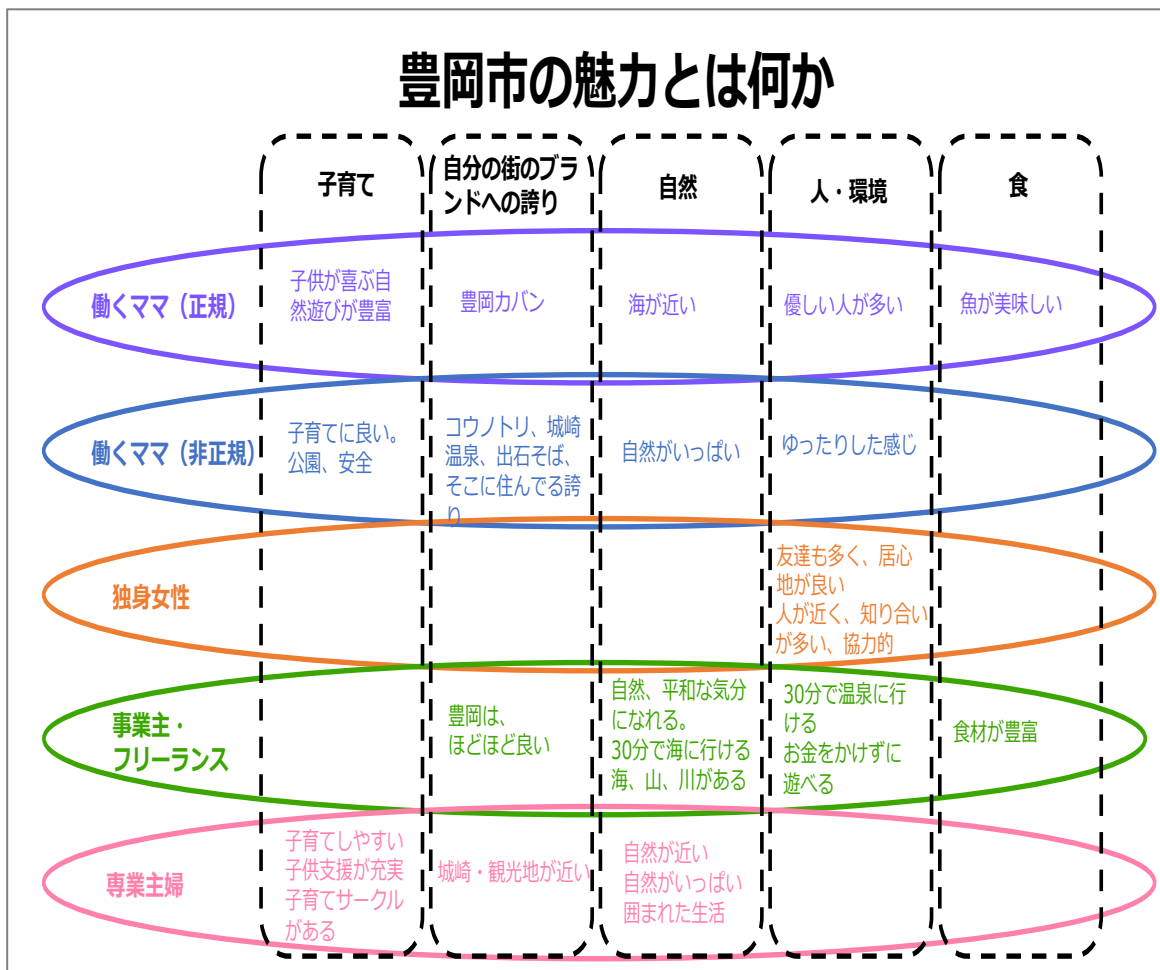 豊岡市の魅力とは何か
子育て
自分の街のブラ
ンドへの誇り
自然
人・環境
食
働くママ（正規）
子供が喜ぶ自
然遊びが豊富
豊岡カバン
海が近い
優しい人が多い
魚が美味しい
働くママ（非正規）
子育てに良い。
公園、安全
コウノトリ、城崎
温泉、出石そば、
そこに住んでる誇
り
自然がいっぱい
ゆったりした感じ
独身女性
友達も多く、居心
地が良い
人が近く、知り合い
が多い、協力的
事業主・
フリーランス
豊岡は、
ほどほど良い
自然、平和な気分
になれる。
30分で海に行ける
海、山、川がある
30分で温泉に行
ける
お金をかけずに
遊べる
食材が豊富
専業主婦
子育てしやすい
子供支援が充実
子育てサークル
がある
城崎・観光地が近い
自然が近い
自然がいっぱい
囲まれた生活